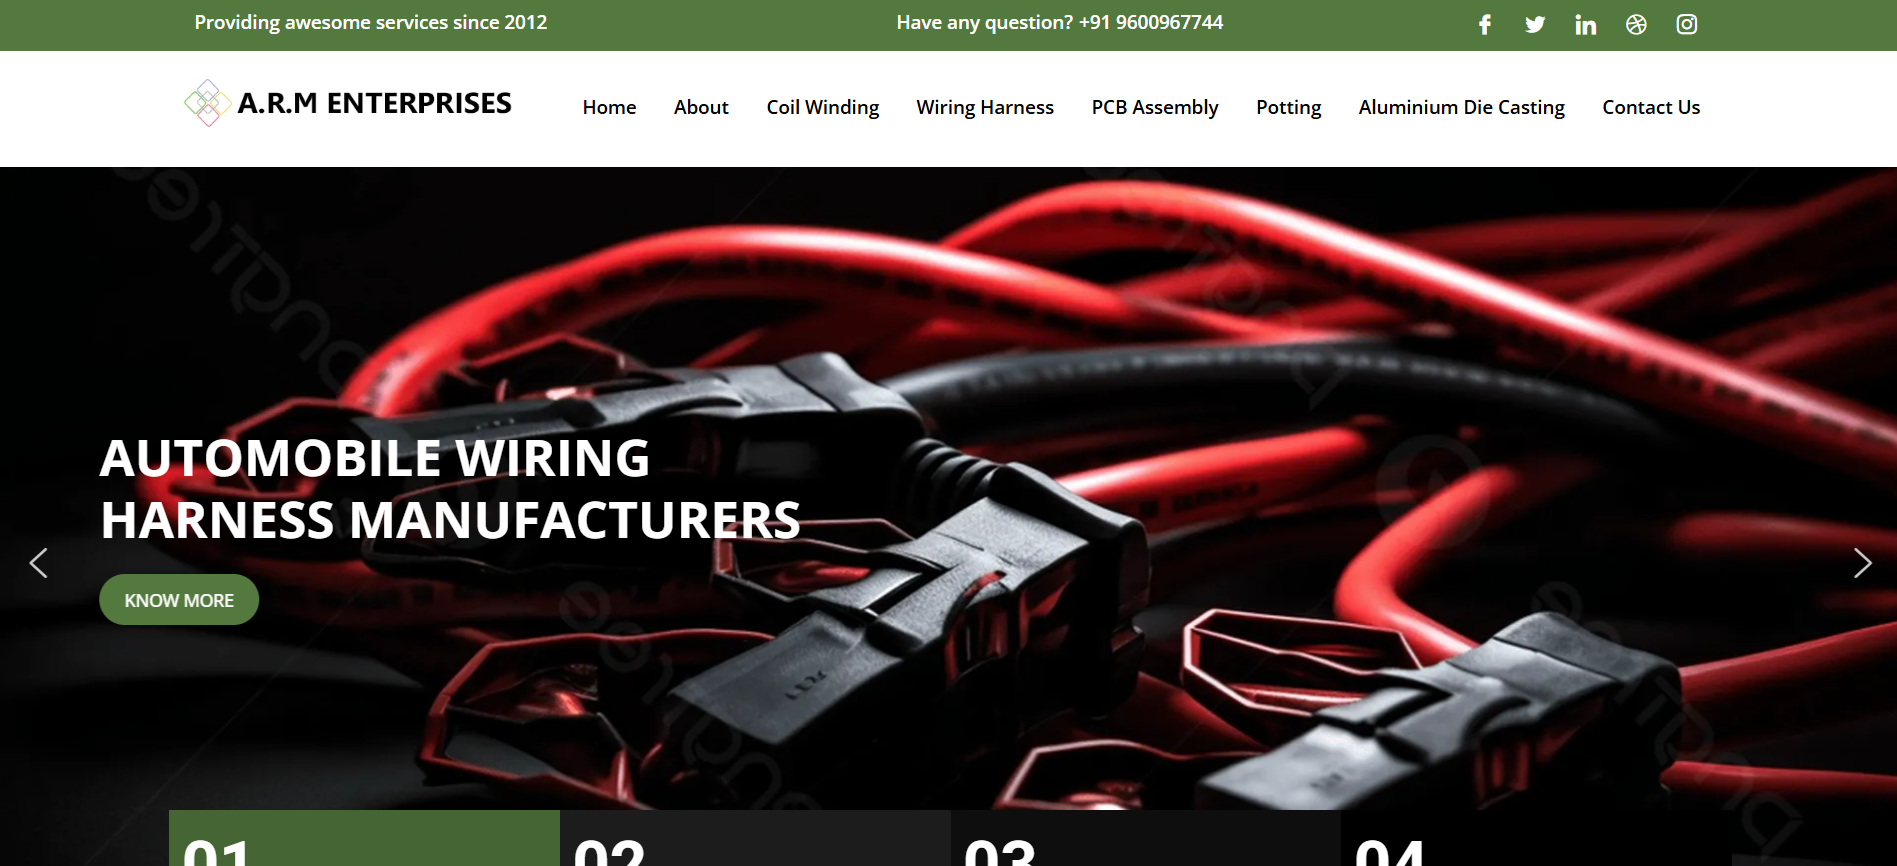 Providing awesome services since 2012
Have any question? +91 9600967744
A.R.M ENTERPRISES
Home
About
Coil Winding
Wiring Harness
PCB Assembly
Potting
Aluminium Die Casting
Contact Us
AUTOMOBILE WIRING
HARNESS MANUFACTURERS
KNOW MORE
01
02
03
04